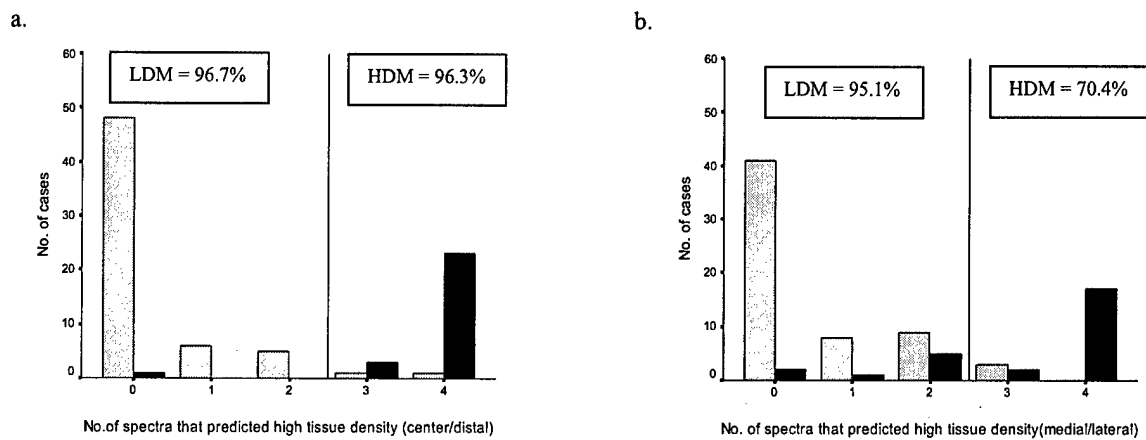 a.
60
50
40
30
20
10
0
No. of cases
LDM = 96.7%
HDM = 96.3%
0 1 2 3 4
No.of spectra that predicted high tissue density (center/distal)
b.
60
50
40
30
20
10
0
No. of cases
LDM = 95.1%
HDM = 70.4%
0 1 2 3 4
No. of spectra that predicted high tissue density(medial/lateral)